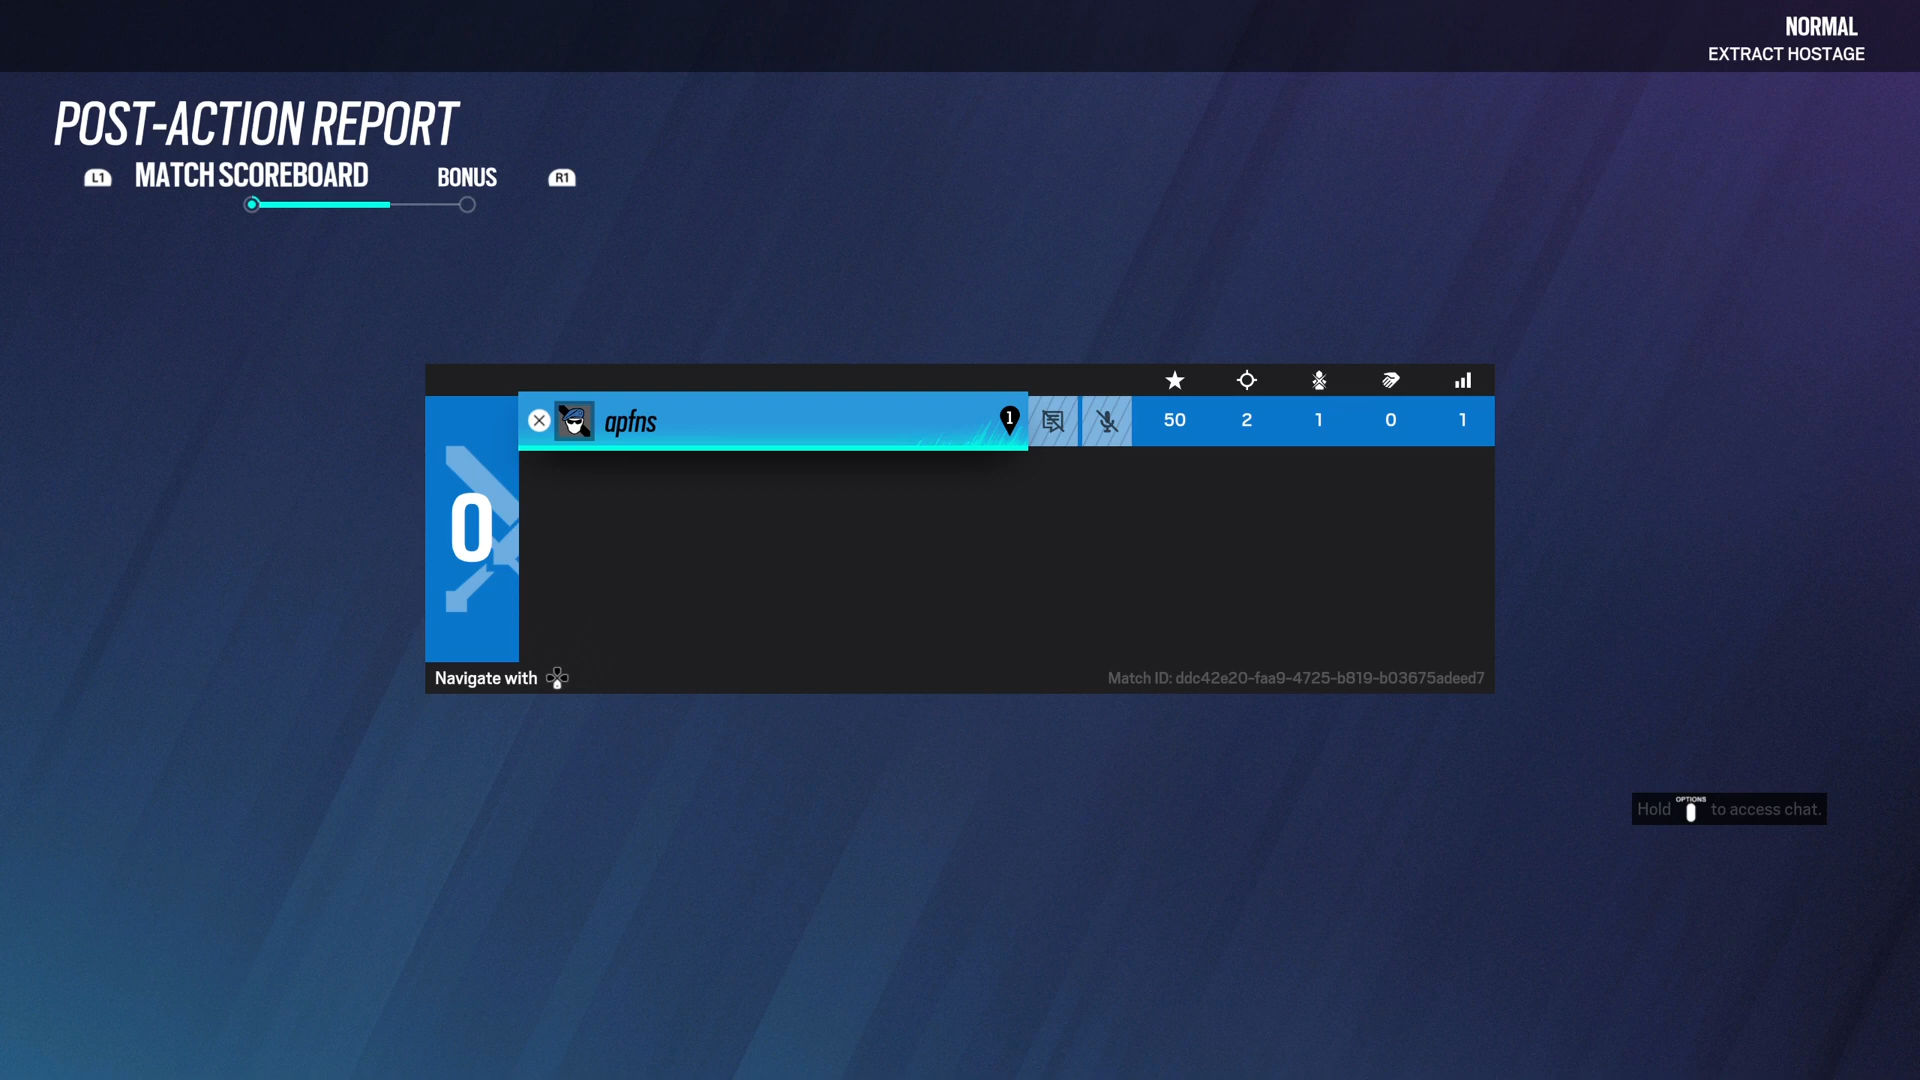 NORMAL
EXTRACT HOSTAGE
POST-ACTION REPORT
L1 MATCH SCOREBOARD BONUS R1
apfns 1 50 2 1 0 1
0
Navigate with
Match ID: ddc42e20-faa9-4725-b819-b03675adeed7
Hold OPTIONS to access chat.